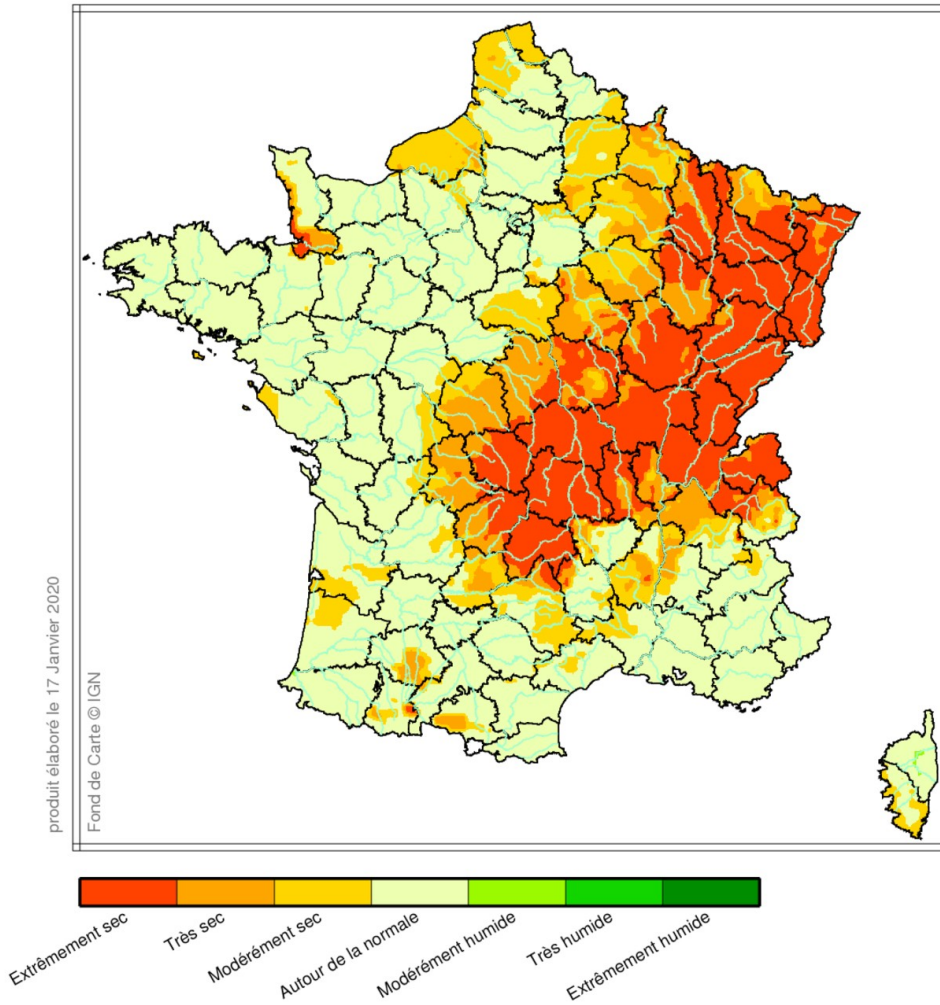 produit élaboré le 17 Janvier 2020
Fond de Carte © IGN
Extrêmement sec
Très sec
Modérément sec
Autour de la normale
Modérément humide
Très humide
Extrêmement humide